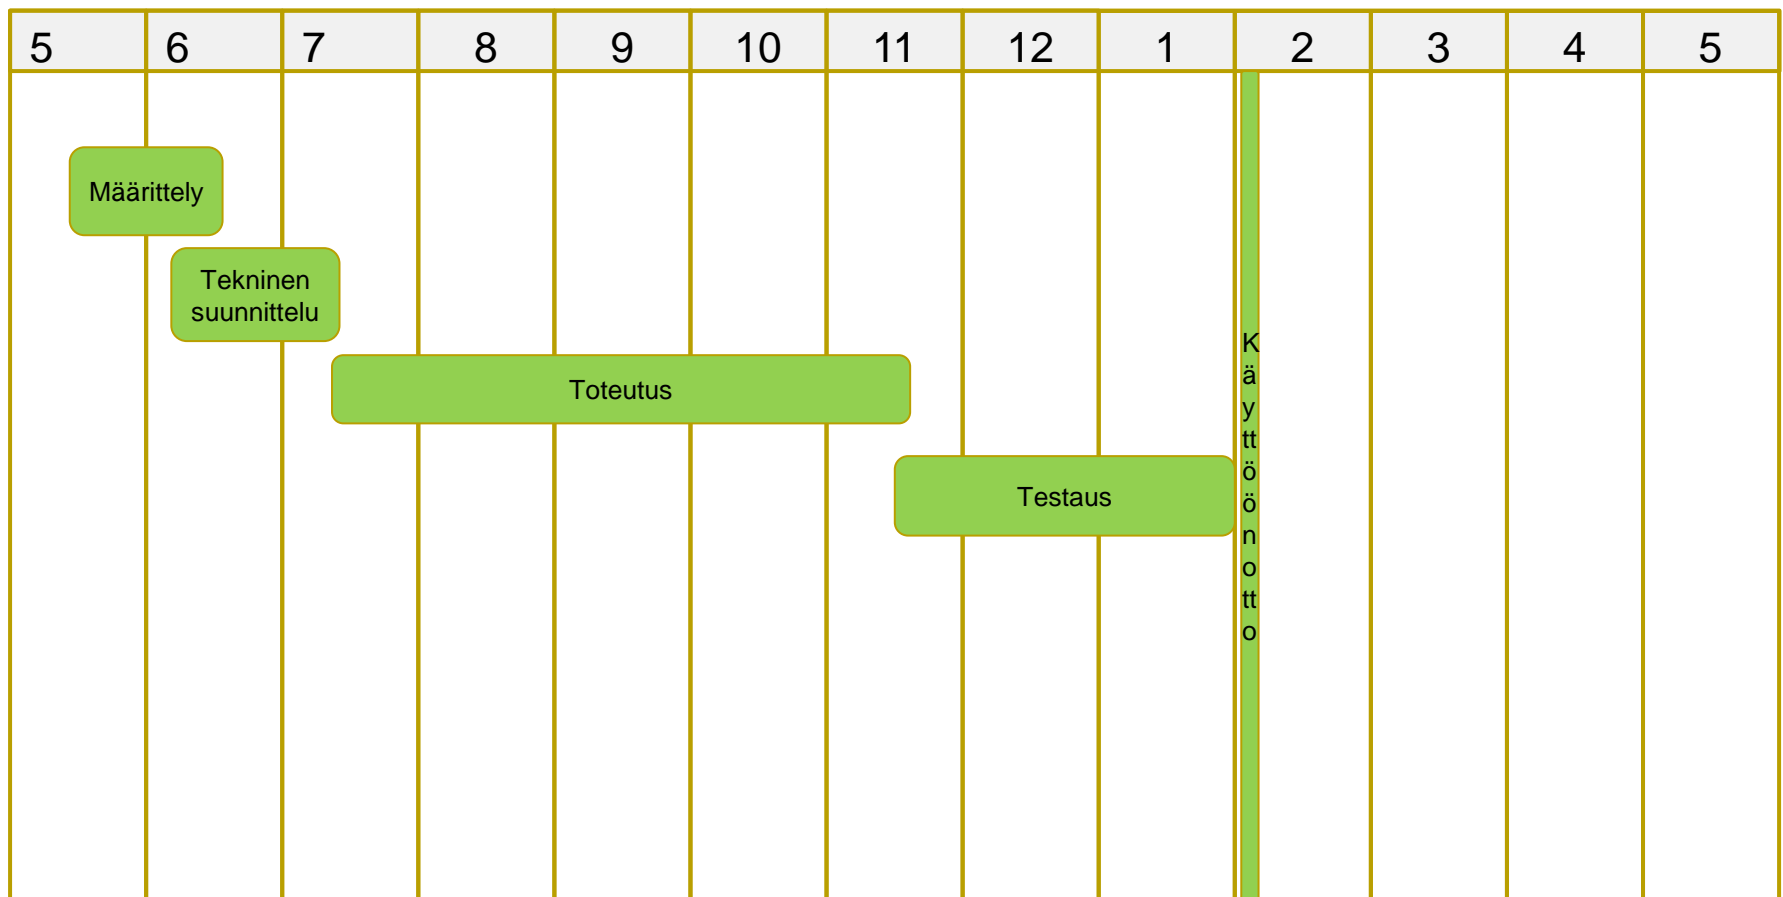 5 6 7 8 9 10 11 12 1 2 3 4 5
Määrittely
Tekninen
suunnittelu
Toteutus
Testaus
K
ä
y
tt
ö
ö
n
o
tt
o